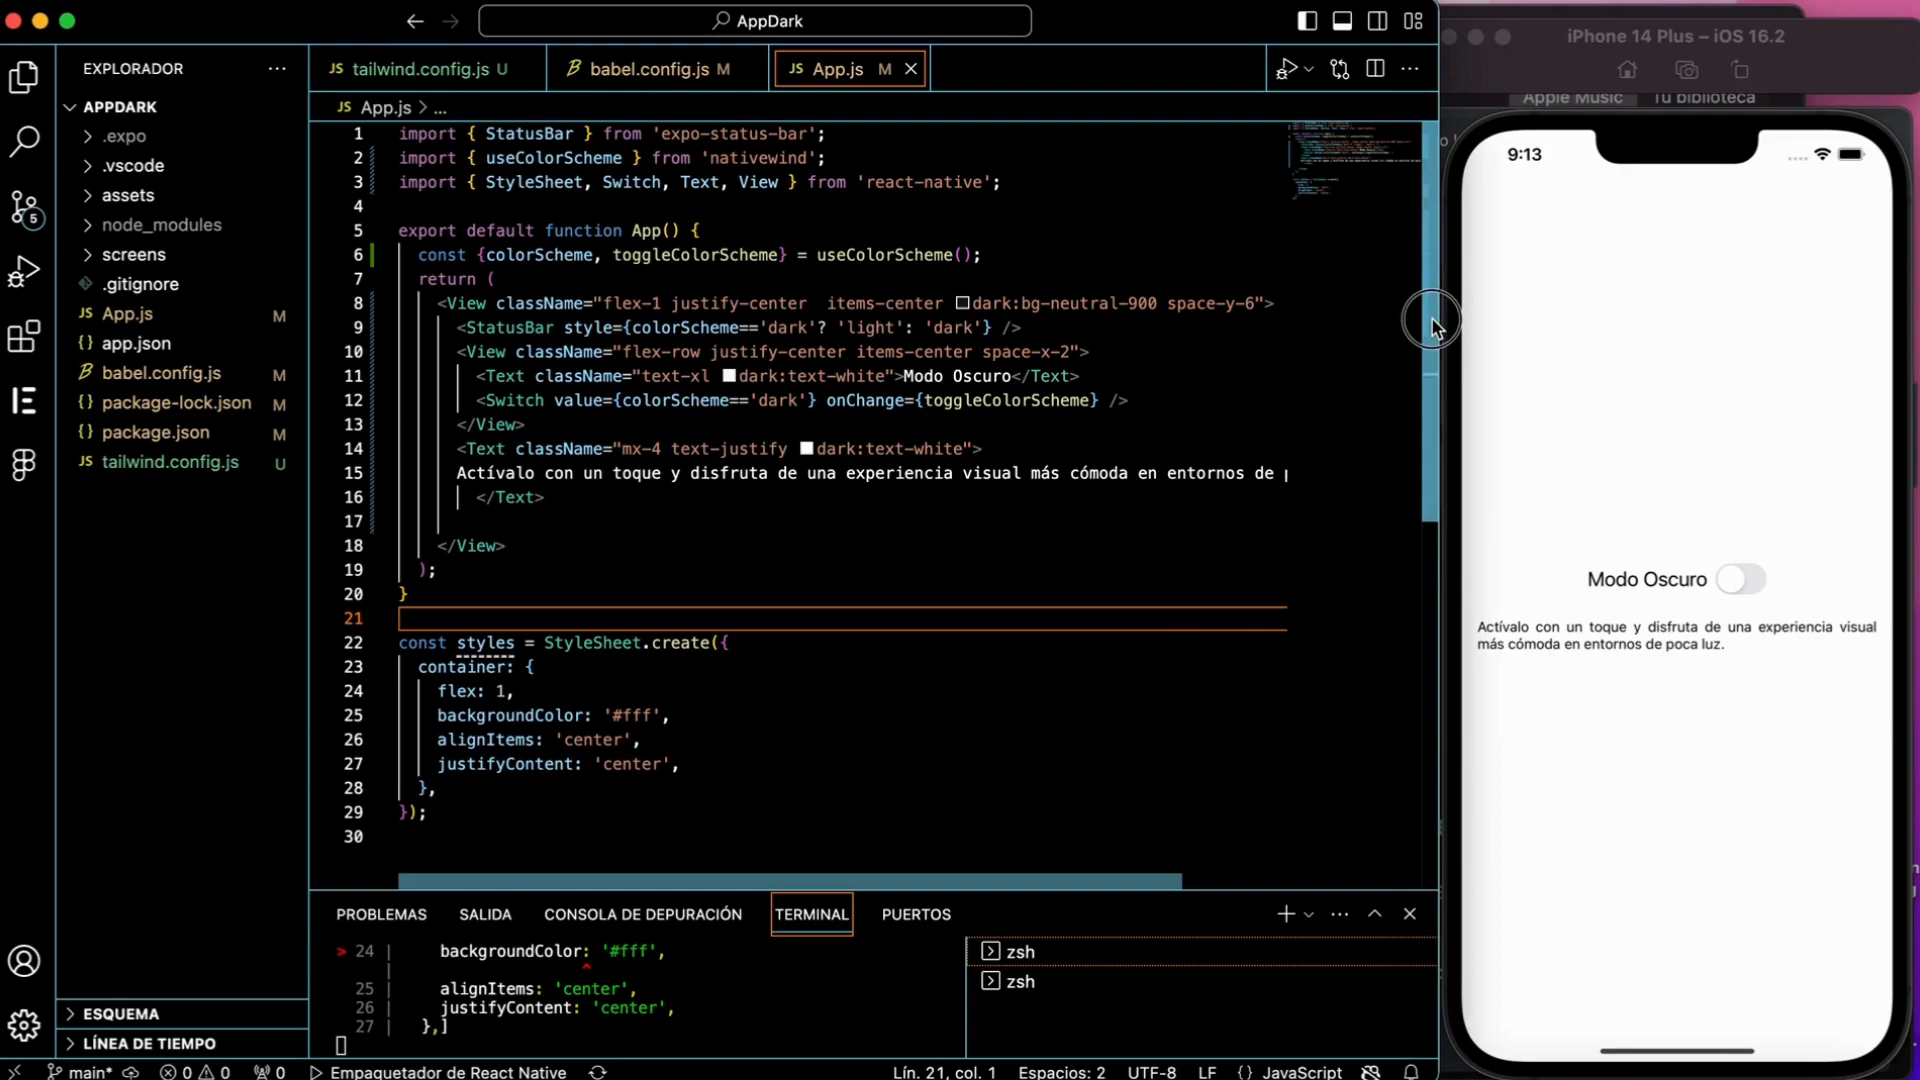 AppDark
iPhone 14 Plus – iOS 16.2
Apple Music
Tu biblioteca
EXPLORADOR
APPDARK
.expo
.vscode
assets
node_modules
screens
.gitignore
JS App.js M
{} app.json
babel.config.js M
{} package-lock.json M
{} package.json M
JS tailwind.config.js U
ESQUEMA
LÍNEA DE TIEMPO
5
JS tailwind.config.js U
babel.config.js M
JS App.js M
JS App.js > ...
1 import { StatusBar } from 'expo-status-bar';
2 import { useColorScheme } from 'nativewind';
3 import { StyleSheet, Switch, Text, View } from 'react-native';
4
5 export default function App() {
6 const {colorScheme, toggleColorScheme} = useColorScheme();
7 return (
8 <View className="flex-1 justify-center  items-center dark:bg-neutral-900 space-y-6">
9 <StatusBar style={colorScheme=='dark'? 'light': 'dark'} />
10 <View className="flex-row justify-center items-center space-x-2">
11 <Text className="text-xl dark:text-white">Modo Oscuro</Text>
12 <Switch value={colorScheme=='dark'} onChange={toggleColorScheme} />
13 </View>
14 <Text className="mx-4 text-justify dark:text-white">
15 Actívalo con un toque y disfruta de una experiencia visual más cómoda en entornos de
16 </Text>
17
18 </View>
19 );
20 }
21
22 const styles = StyleSheet.create({
23 container: {
24 flex: 1,
25 backgroundColor: '#fff',
26 alignItems: 'center',
27 justifyContent: 'center',
28 },
29 });
30
PROBLEMAS SALIDA CONSOLA DE DEPURACIÓN TERMINAL PUERTOS
> 24 | backgroundColor: '#fff',
| ^
25 | alignItems: 'center',
26 | justifyContent: 'center',
27 | },]
zsh
zsh
main* 0 0 0 Empaquetador de React Native
Lín. 21, col. 1 Espacios: 2 UTF-8 LF {} JavaScript
9:13
Modo Oscuro
Actívalo con un toque y disfruta de una experiencia visual
más cómoda en entornos de poca luz.